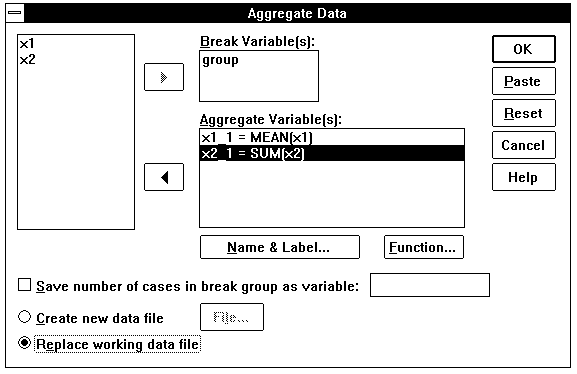 Aggregate Data
x1
x2
Break Variable(s):
group
Aggregate Variable(s):
x1_1 = MEAN(x1)
x2_1 = SUM(x2)
OK
Paste
Reset
Cancel
Help
Name & Label...
Function...
Save number of cases in break group as variable:
Create new data file
File...
Replace working data file